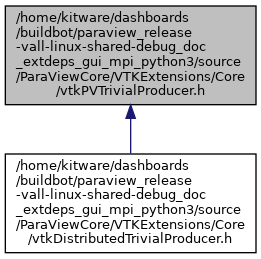 /home/kitware/dashboards
/buildbot/paraview_release
-vall-linux-shared-debug_doc
_extdeps_gui_mpi_python3/source
/ParaViewCore/VTKExtensions/Core
/vtkPVTrivialProducer.h
/home/kitware/dashboards
/buildbot/paraview_release
-vall-linux-shared-debug_doc
_extdeps_gui_mpi_python3/source
/ParaViewCore/VTKExtensions/Core
/vtkDistributedTrivialProducer.h